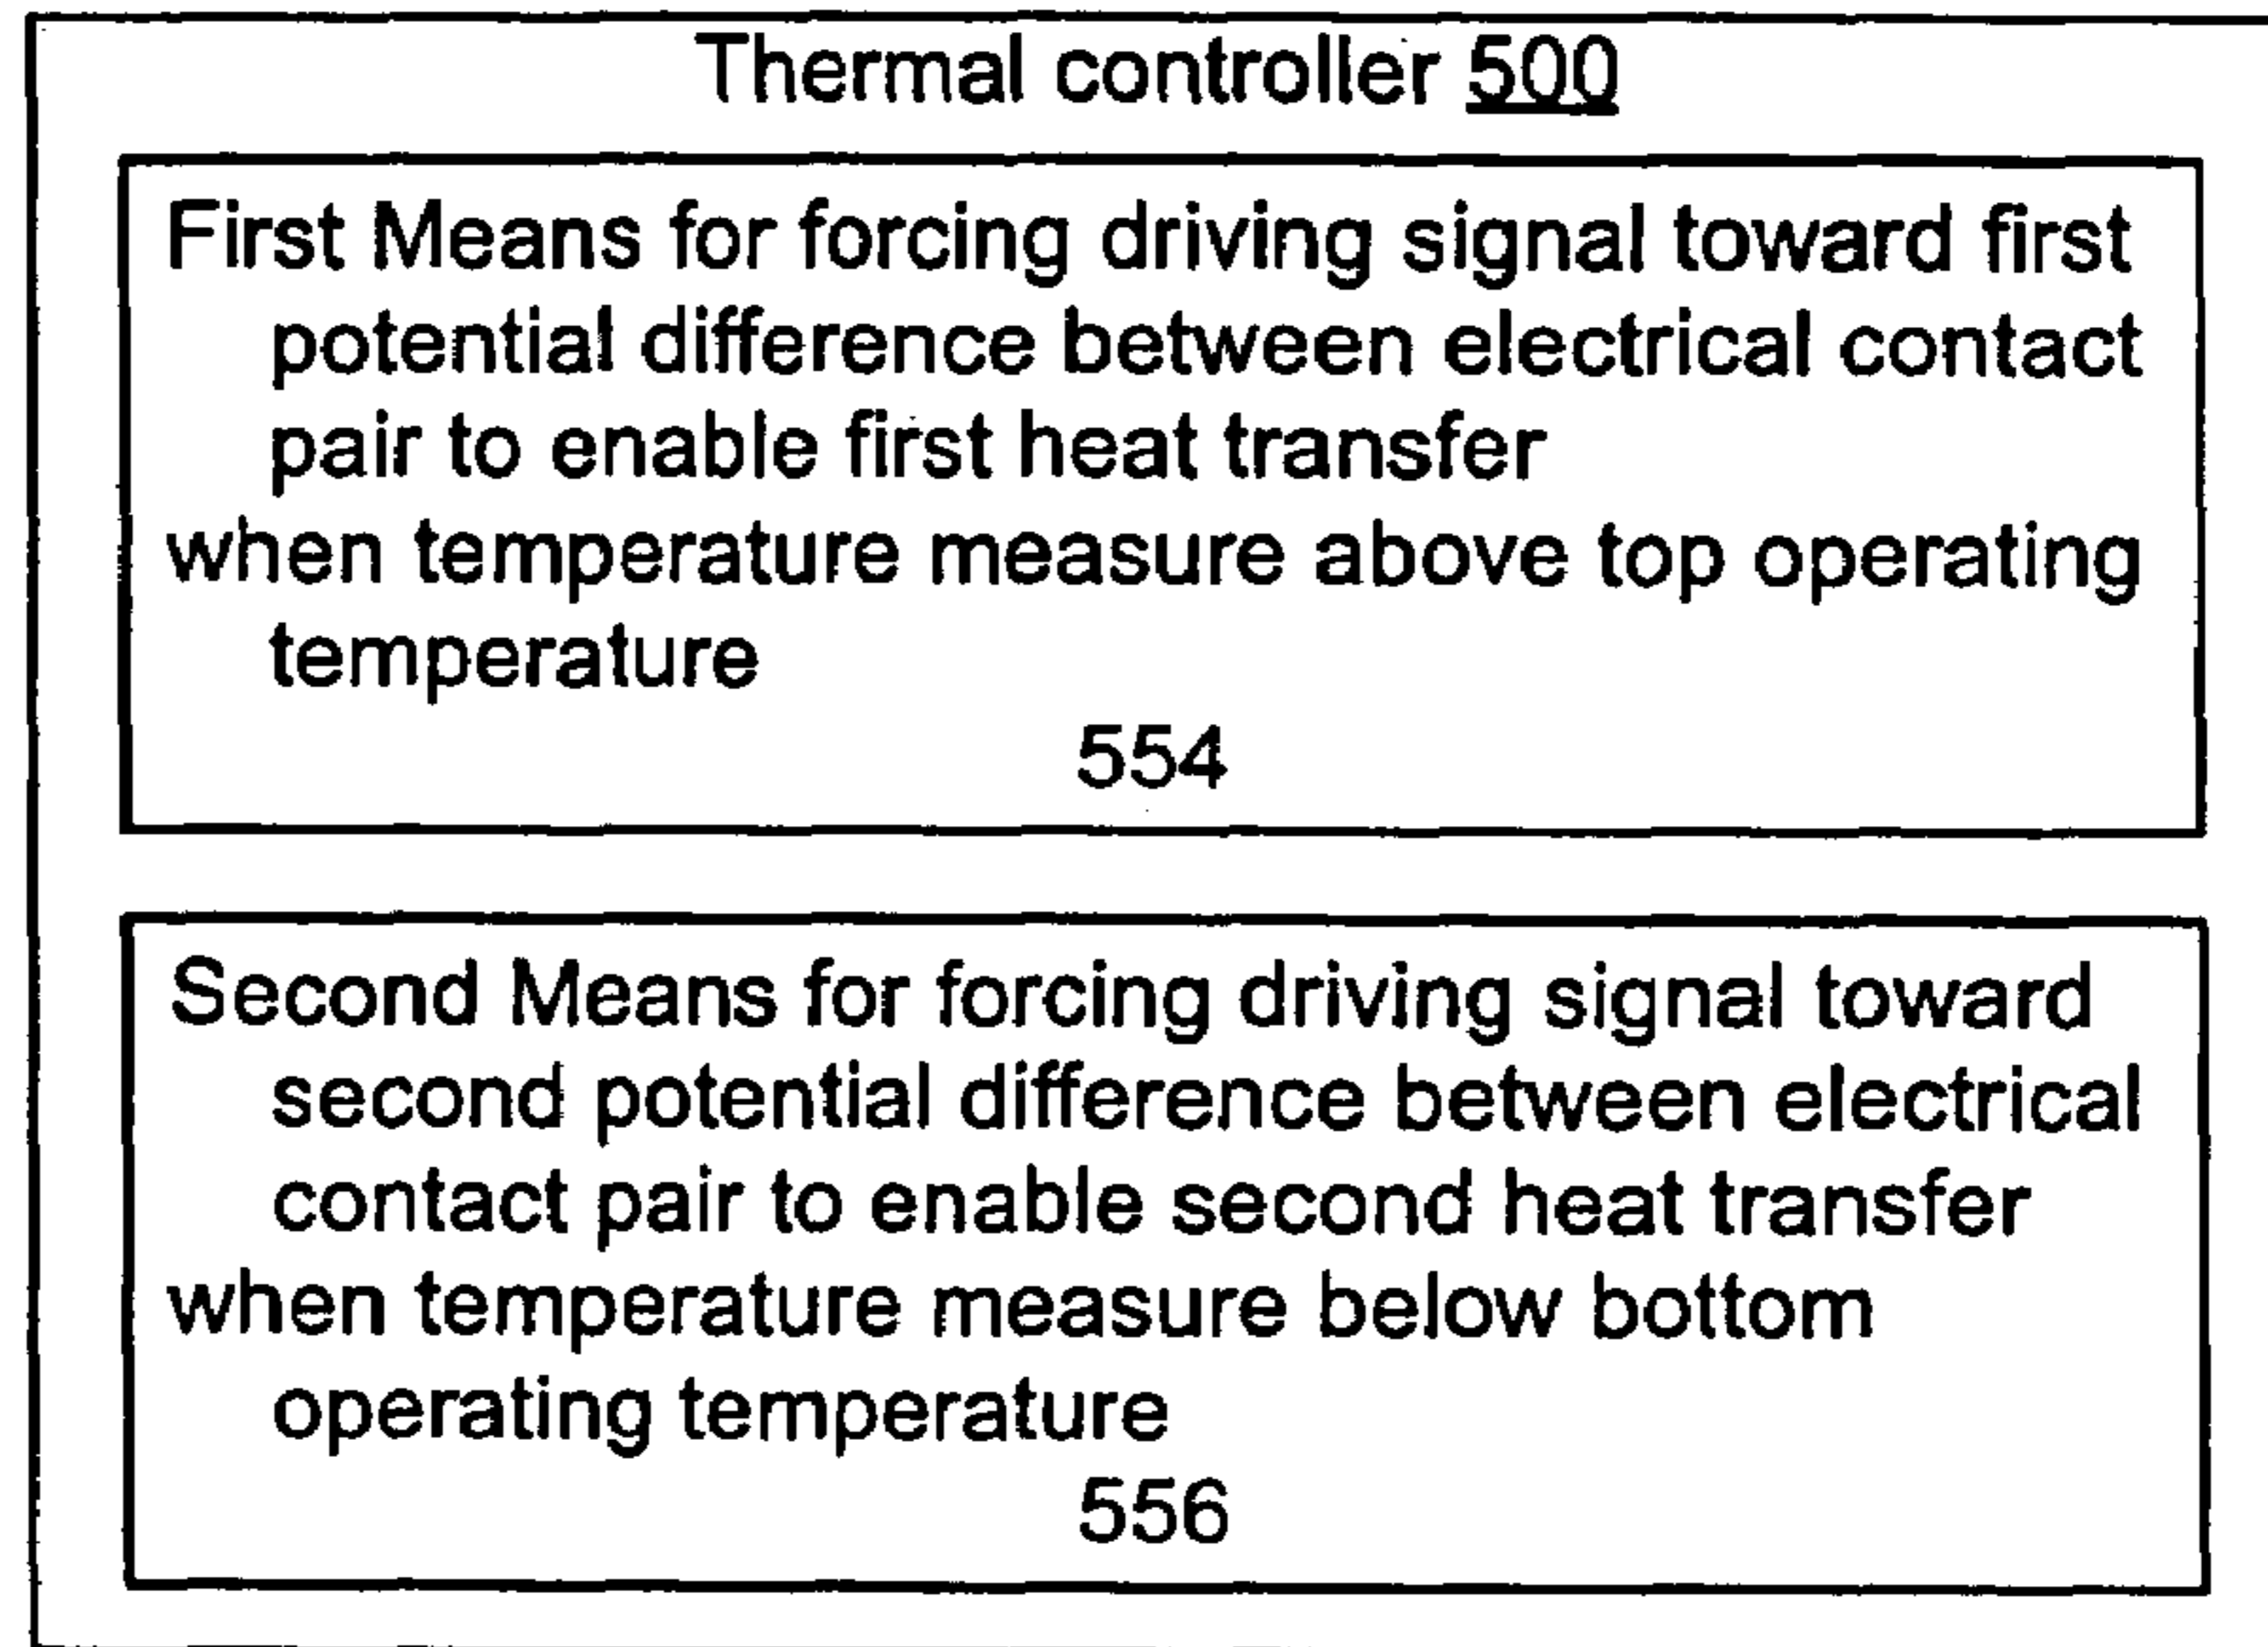 Thermal controller 500
First Means for forcing driving signal toward first
potential difference between electrical contact
pair to enable first heat transfer
when temperature measure above top operating
temperature
554
Second Means for forcing driving signal toward
second potential difference between electrical
contact pair to enable second heat transfer
when temperature measure below bottom
operating temperature
556